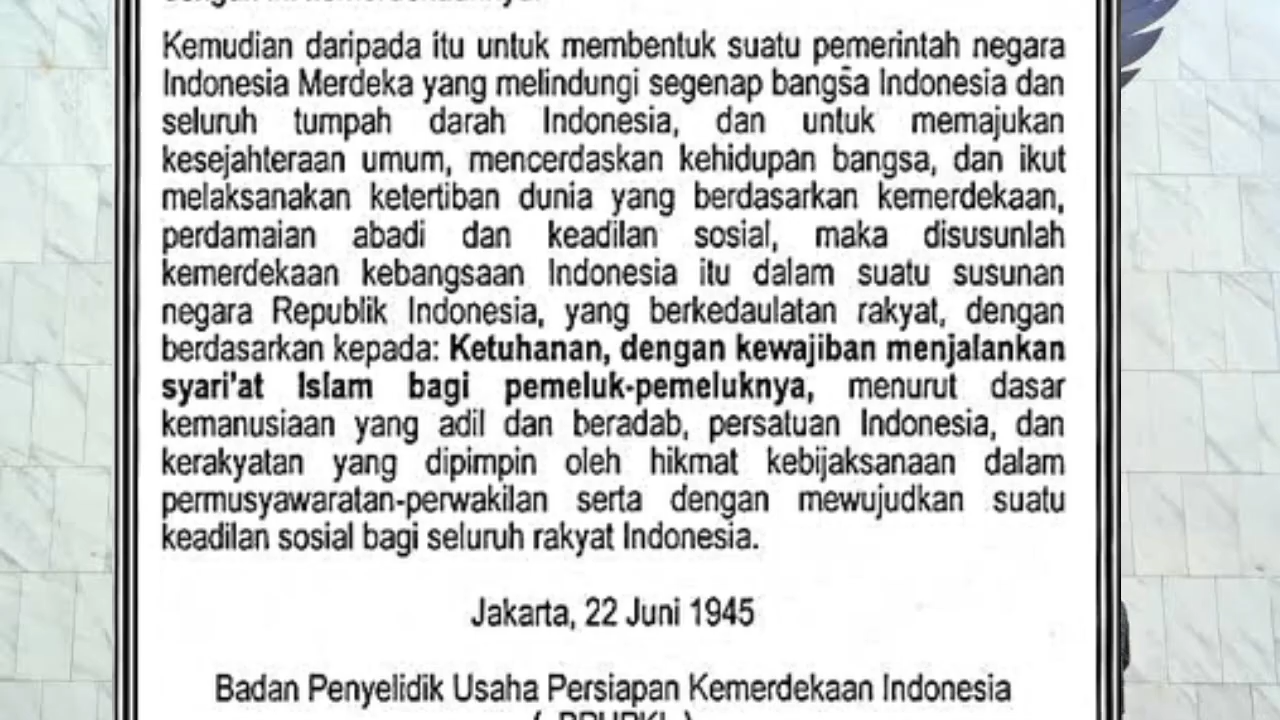 Kemudian daripada itu untuk membentuk suatu pemerintah negara
Indonesia Merdeka yang melindungi segenap bangsa Indonesia dan
seluruh tumpah darah Indonesia, dan untuk memajukan
kesejahteraan umum, mencerdaskan kehidupan bangsa, dan ikut
melaksanakan ketertiban dunia yang berdasarkan kemerdekaan,
perdamaian abadi dan keadilan sosial, maka disusunlah
kemerdekaan kebangsaan Indonesia itu dalam suatu susunan
negara Republik Indonesia, yang berkedaulatan rakyat, dengan
berdasarkan kepada: Ketuhanan, dengan kewajiban menjalankan
syari'at Islam bagi pemeluk-pemeluknya, menurut dasar
kemanusiaan yang adil dan beradab, persatuan Indonesia, dan
kerakyatan yang dipimpin oleh hikmat kebijaksanaan dalam
permusyawaratan-perwakilan serta dengan mewujudkan suatu
keadilan sosial bagi seluruh rakyat Indonesia.
Jakarta, 22 Juni 1945
Badan Penyelidik Usaha Persiapan Kemerdekaan Indonesia